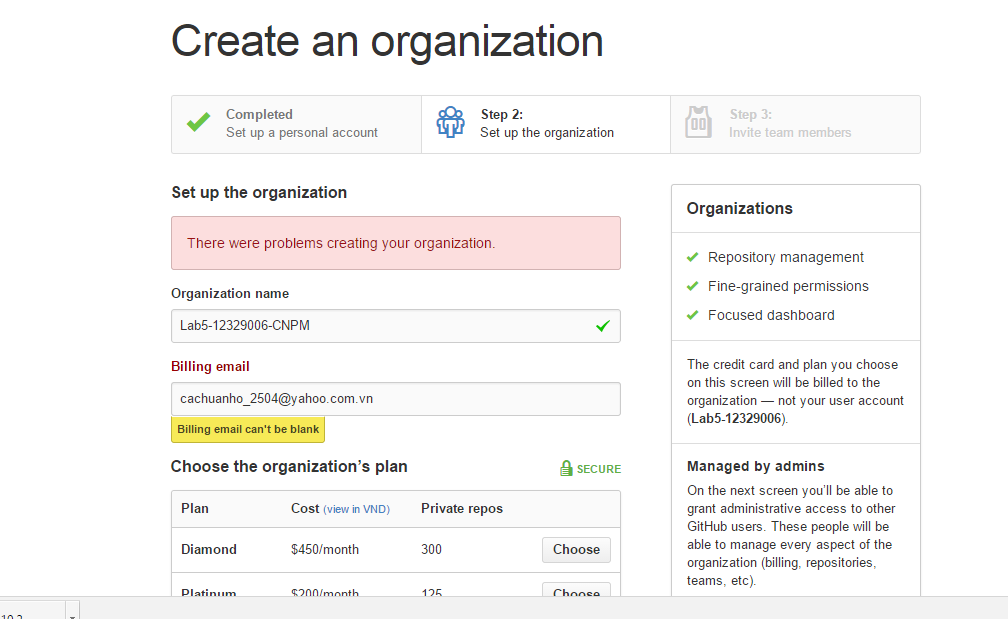 Create an organization
Completed
Set up a personal account
Step 2:
Set up the organization
Step 3:
Invite team members
Set up the organization
There were problems creating your organization.
Organization name
Lab5-12329006-CNPM
Billing email
cachuanho_2504@yahoo.com.vn
Billing email can't be blank
Choose the organization's plan
SECURE
Plan Cost (view in VND) Private repos
Diamond $450/month 300 Choose
Platinum $200/month 125 Choose
Organizations
Repository management
Fine-grained permissions
Focused dashboard
The credit card and plan you choose
on this screen will be billed to the
organization — not your user account
(Lab5-12329006).
Managed by admins
On the next screen you'll be able to
grant administrative access to other
GitHub users. These people will be
able to manage every aspect of the
organization (billing, repositories,
teams, etc).